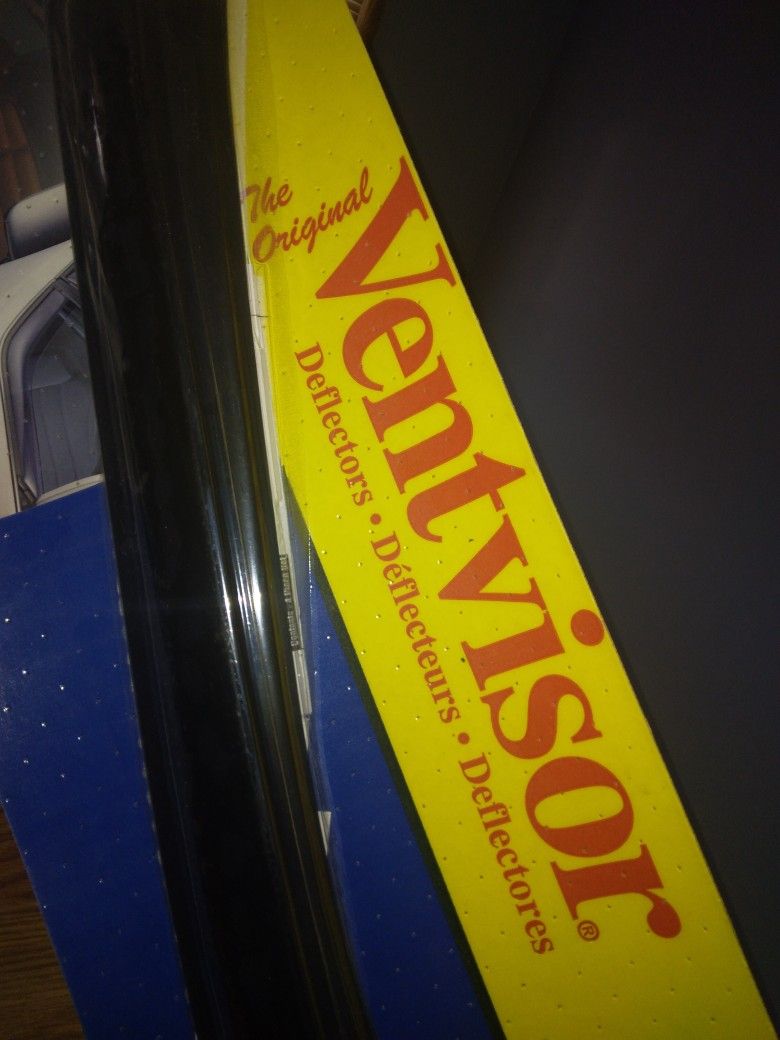 The
Original
Ventvisor®
Deflectors • Déflecteurs • Deflectores